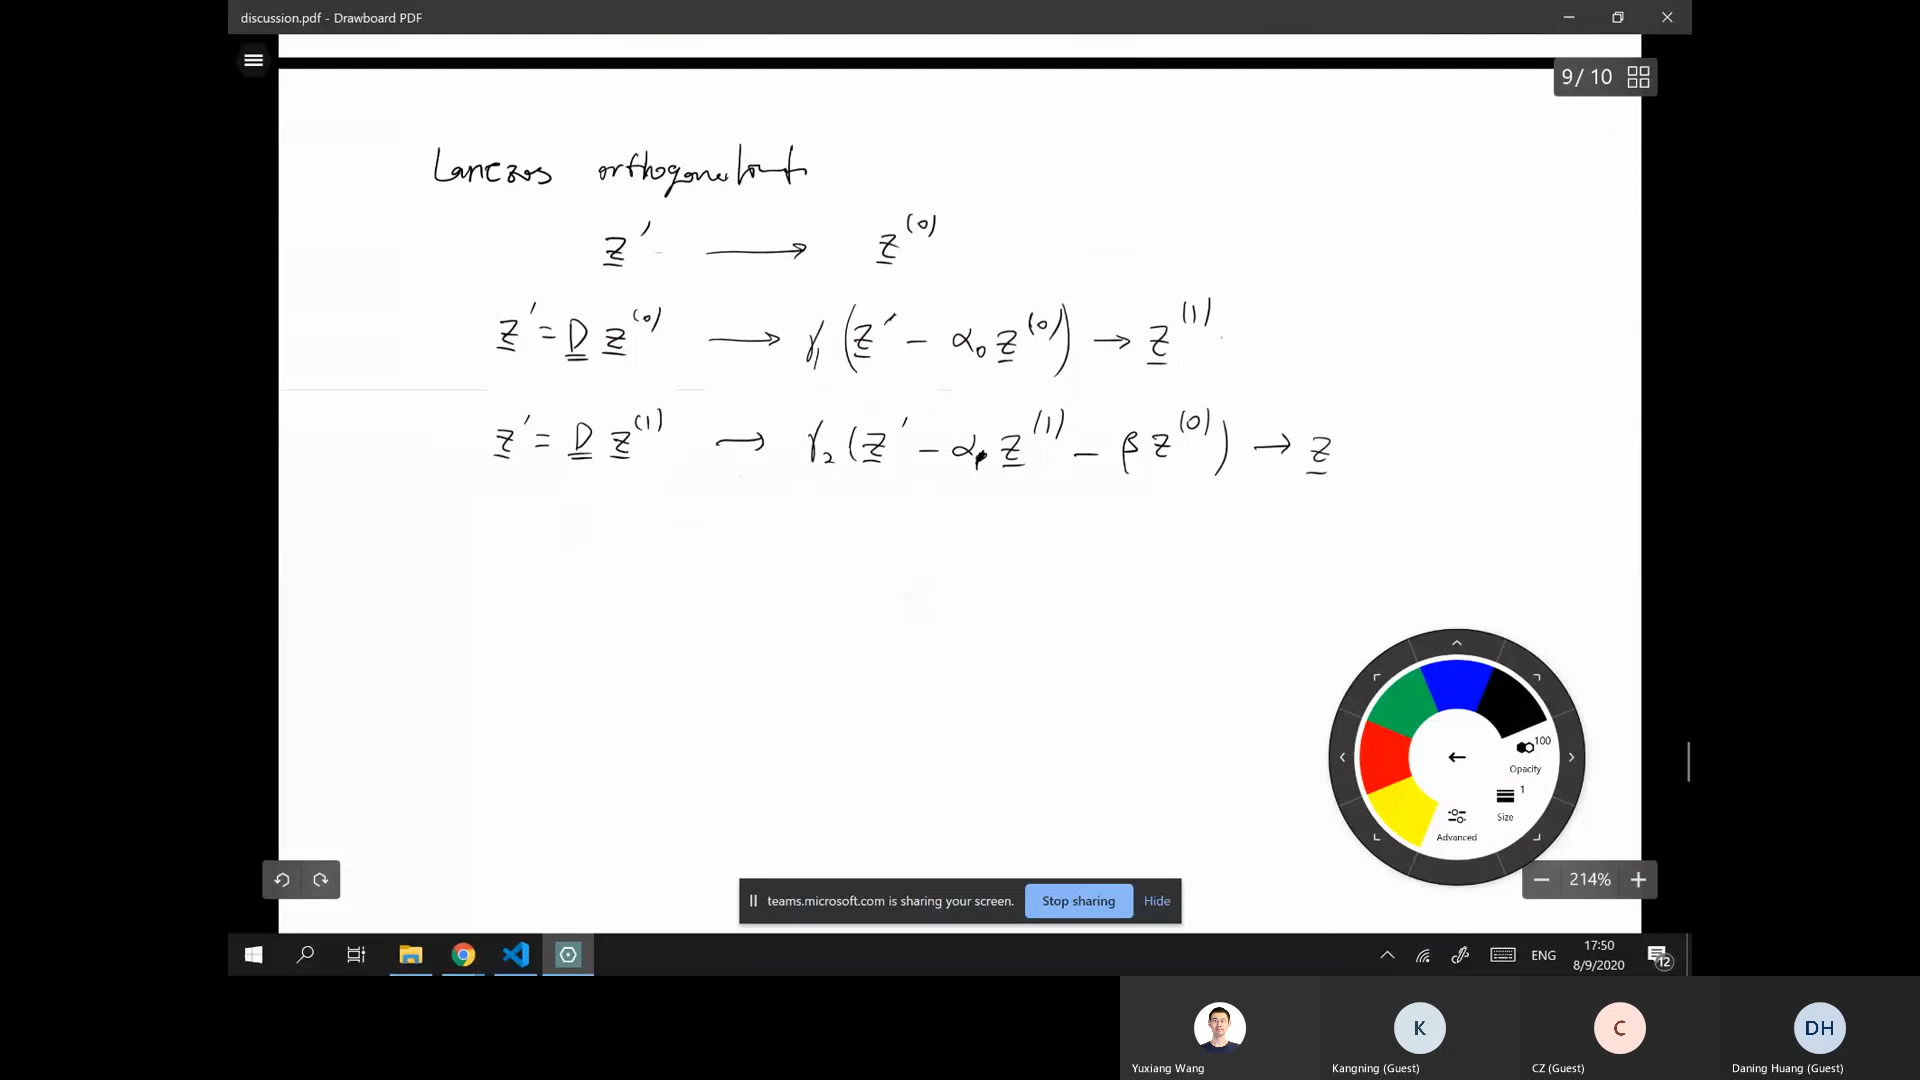 discussion.pdf - Drawboard PDF
9/ 10
Lanczos
z' ⟶ z^(0)
z' = D z^(0) ⟶ γ₁ (z' − α₀ z^(0)) → z^(1)
z' = D z^(1) ⟶ γ₂ (z' − α z^(1) − β z^(0)) → z
100
Opacity
1
Size
Advanced
214%
teams.microsoft.com is sharing your screen. Stop sharing Hide
ENG
17:50
8/9/2020
12
K C DH
Yuxiang Wang Kangning (Guest) CZ (Guest) Daning Huang (Guest)